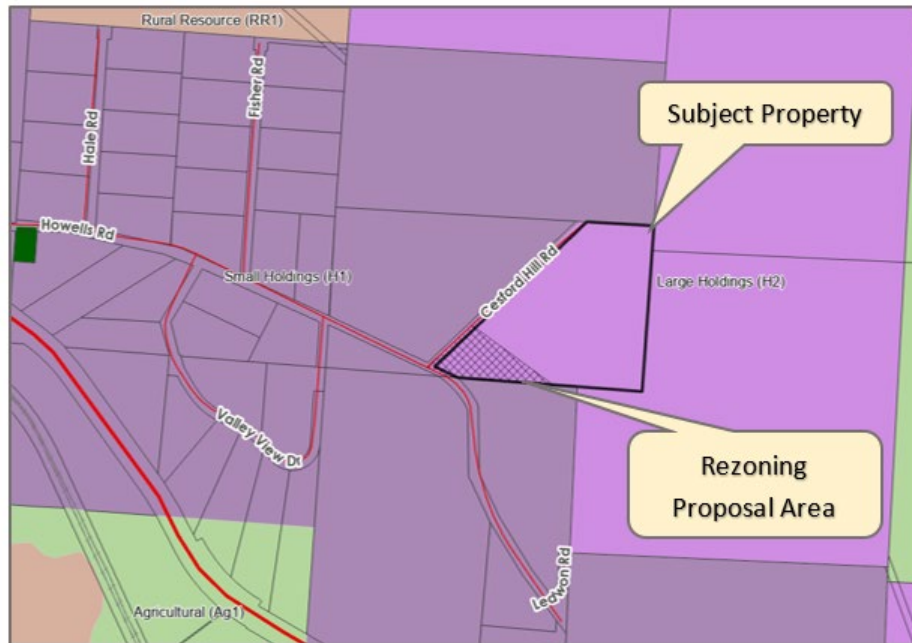 Rural Resource (RR1)
Hale Rd
Fisher Rd
Subject Property
Howells Rd
Small Holdings (H1)
Cesford Hill Rd
Large Holdings (H2)
Valley View Dr
Rezoning
Proposal Area
Ledwon Rd
Agricultural (Ag1)